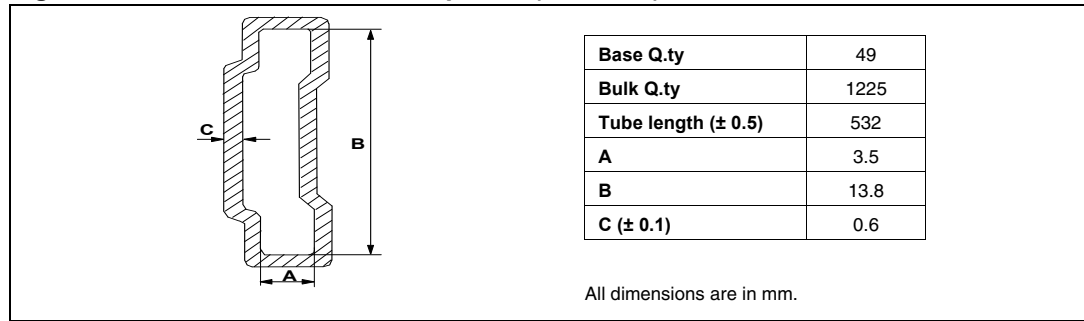 C
B
A
Base Q.ty 49
Bulk Q.ty 1225
Tube length (± 0.5) 532
A 3.5
B 13.8
C (± 0.1) 0.6
All dimensions are in mm.